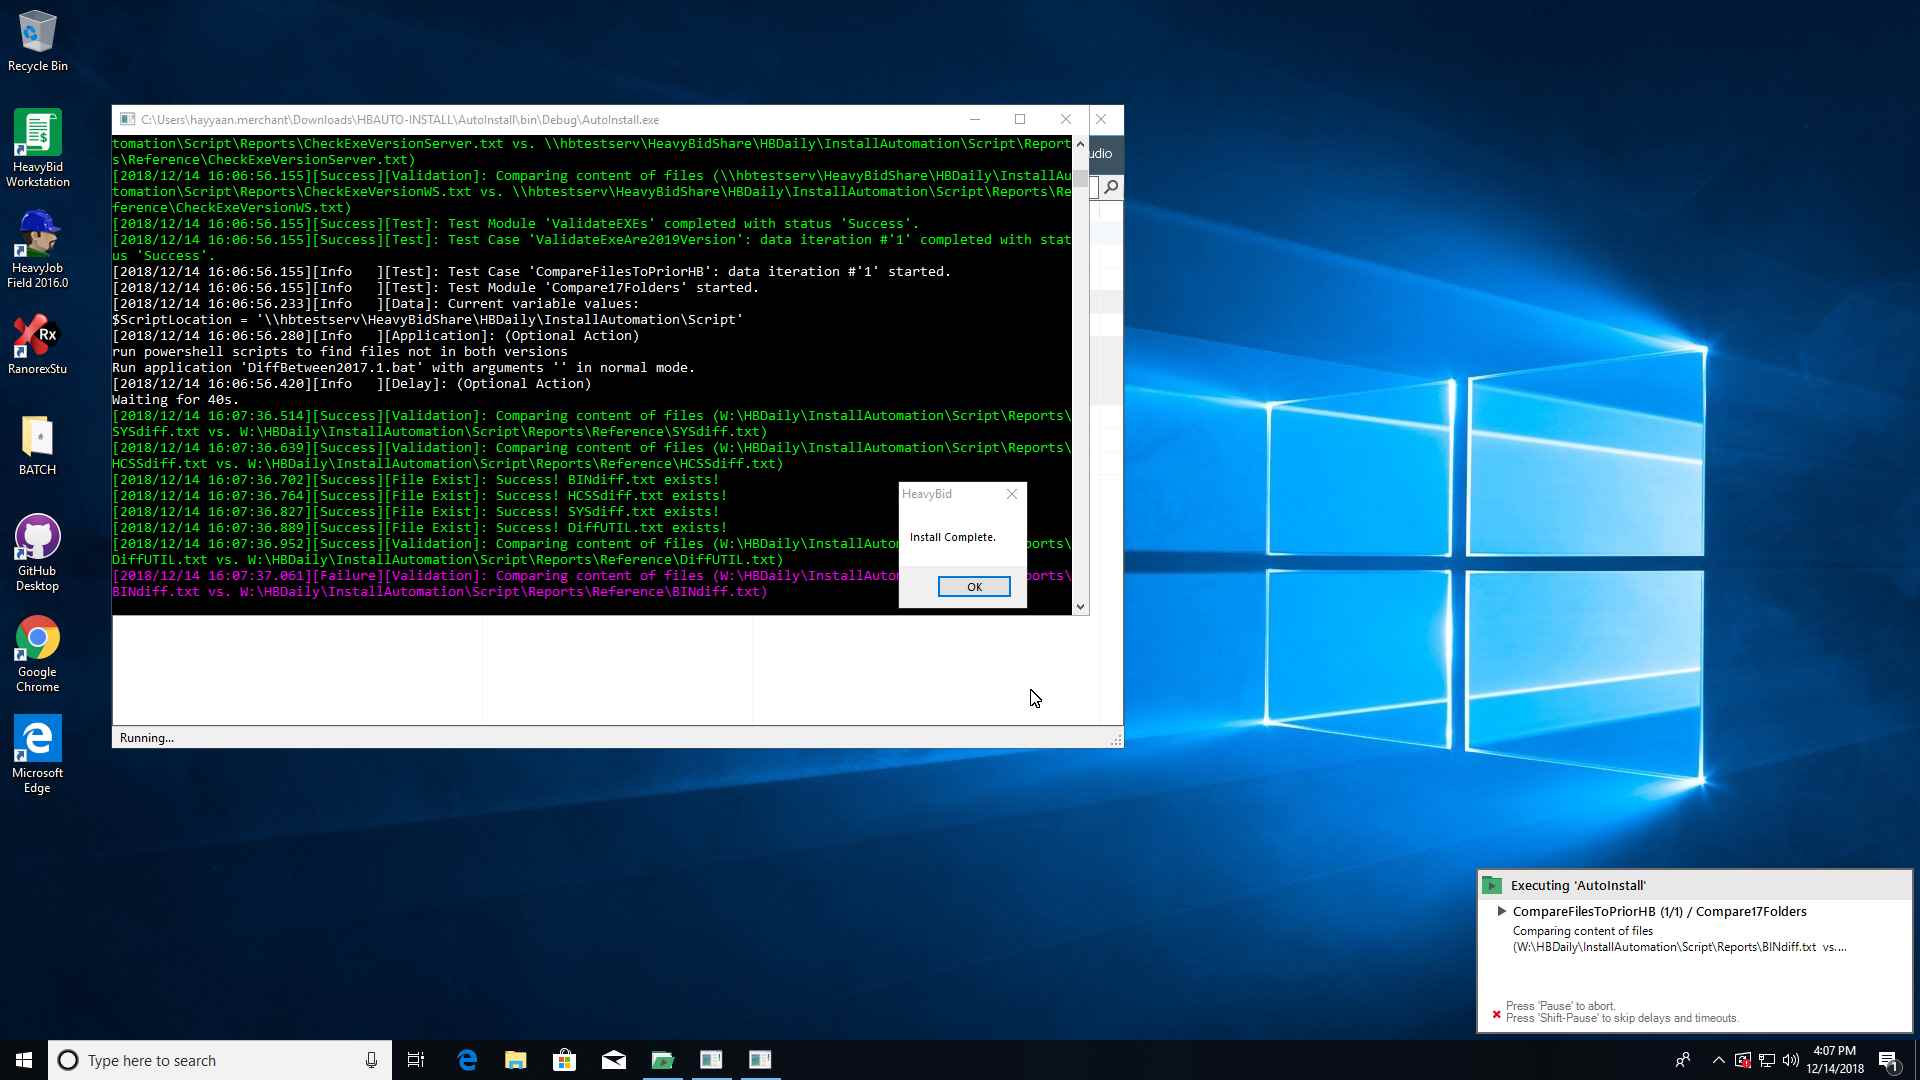 Recycle Bin
HeavyBid
Workstation
HeavyJob
Field 2016.0
RanorexStu
BATCH
GitHub
Desktop
Google
Chrome
Microsoft
Edge
C:\Users\hayyaan.merchant\Downloads\HBAUTO-INSTALL\AutoInstall\bin\Debug\AutoInstall.exe
udio
tomation\Script\Reports\CheckExeVersionServer.txt vs. \\hbtestserv\HeavyBidShare\HBDaily\InstallAutomation\Script\Report
s\Reference\CheckExeVersionServer.txt)
[2018/12/14 16:06:56.155][Success][Validation]: Comparing content of files (\\hbtestserv\HeavyBidShare\HBDaily\InstallAu
tomation\Script\Reports\CheckExeVersionWS.txt vs. \\hbtestserv\HeavyBidShare\HBDaily\InstallAutomation\Script\Reports\Re
ference\CheckExeVersionWS.txt)
[2018/12/14 16:06:56.155][Success][Test]: Test Module 'ValidateEXEs' completed with status 'Success'.
[2018/12/14 16:06:56.155][Success][Test]: Test Case 'ValidateExeAre2019Version': data iteration #'1' completed with stat
us 'Success'.
[2018/12/14 16:06:56.155][Info   ][Test]: Test Case 'CompareFilesToPriorHB': data iteration #'1' started.
[2018/12/14 16:06:56.155][Info   ][Test]: Test Module 'Compare17Folders' started.
[2018/12/14 16:06:56.233][Info   ][Data]: Current variable values:
$ScriptLocation = '\\hbtestserv\HeavyBidShare\HBDaily\InstallAutomation\Script'
[2018/12/14 16:06:56.280][Info   ][Application]: (Optional Action)
run powershell scripts to find files not in both versions
Run application 'DiffBetween2017.1.bat' with arguments '' in normal mode.
[2018/12/14 16:06:56.420][Info   ][Delay]: (Optional Action)
Waiting for 40s.
[2018/12/14 16:07:36.514][Success][Validation]: Comparing content of files (W:\HBDaily\InstallAutomation\Script\Reports\
SYSdiff.txt vs. W:\HBDaily\InstallAutomation\Script\Reports\Reference\SYSdiff.txt)
[2018/12/14 16:07:36.639][Success][Validation]: Comparing content of files (W:\HBDaily\InstallAutomation\Script\Reports\
HCSSdiff.txt vs. W:\HBDaily\InstallAutomation\Script\Reports\Reference\HCSSdiff.txt)
[2018/12/14 16:07:36.702][Success][File Exist]: Success! BINdiff.txt exists!
[2018/12/14 16:07:36.764][Success][File Exist]: Success! HCSSdiff.txt exists!
[2018/12/14 16:07:36.827][Success][File Exist]: Success! SYSdiff.txt exists!
[2018/12/14 16:07:36.889][Success][File Exist]: Success! DiffUTIL.txt exists!
[2018/12/14 16:07:36.952][Success][Validation]: Comparing content of files (W:\HBDaily\InstallAuto ports\
DiffUTIL.txt vs. W:\HBDaily\InstallAutomation\Script\Reports\Reference\DiffUTIL.txt)
[2018/12/14 16:07:37.061][Failure][Validation]: Comparing content of files (W:\HBDaily\InstallAuto ports\
BINdiff.txt vs. W:\HBDaily\InstallAutomation\Script\Reports\Reference\BINdiff.txt)
HeavyBid
Install Complete.
OK
Running...
Executing 'AutoInstall'
CompareFilesToPriorHB (1/1) / Compare17Folders
Comparing content of files
(W:\HBDaily\InstallAutomation\Script\Reports\BINdiff.txt vs....
Press 'Pause' to abort.
Press 'Shift-Pause' to skip delays and timeouts.
Type here to search
4:07 PM
12/14/2018
1